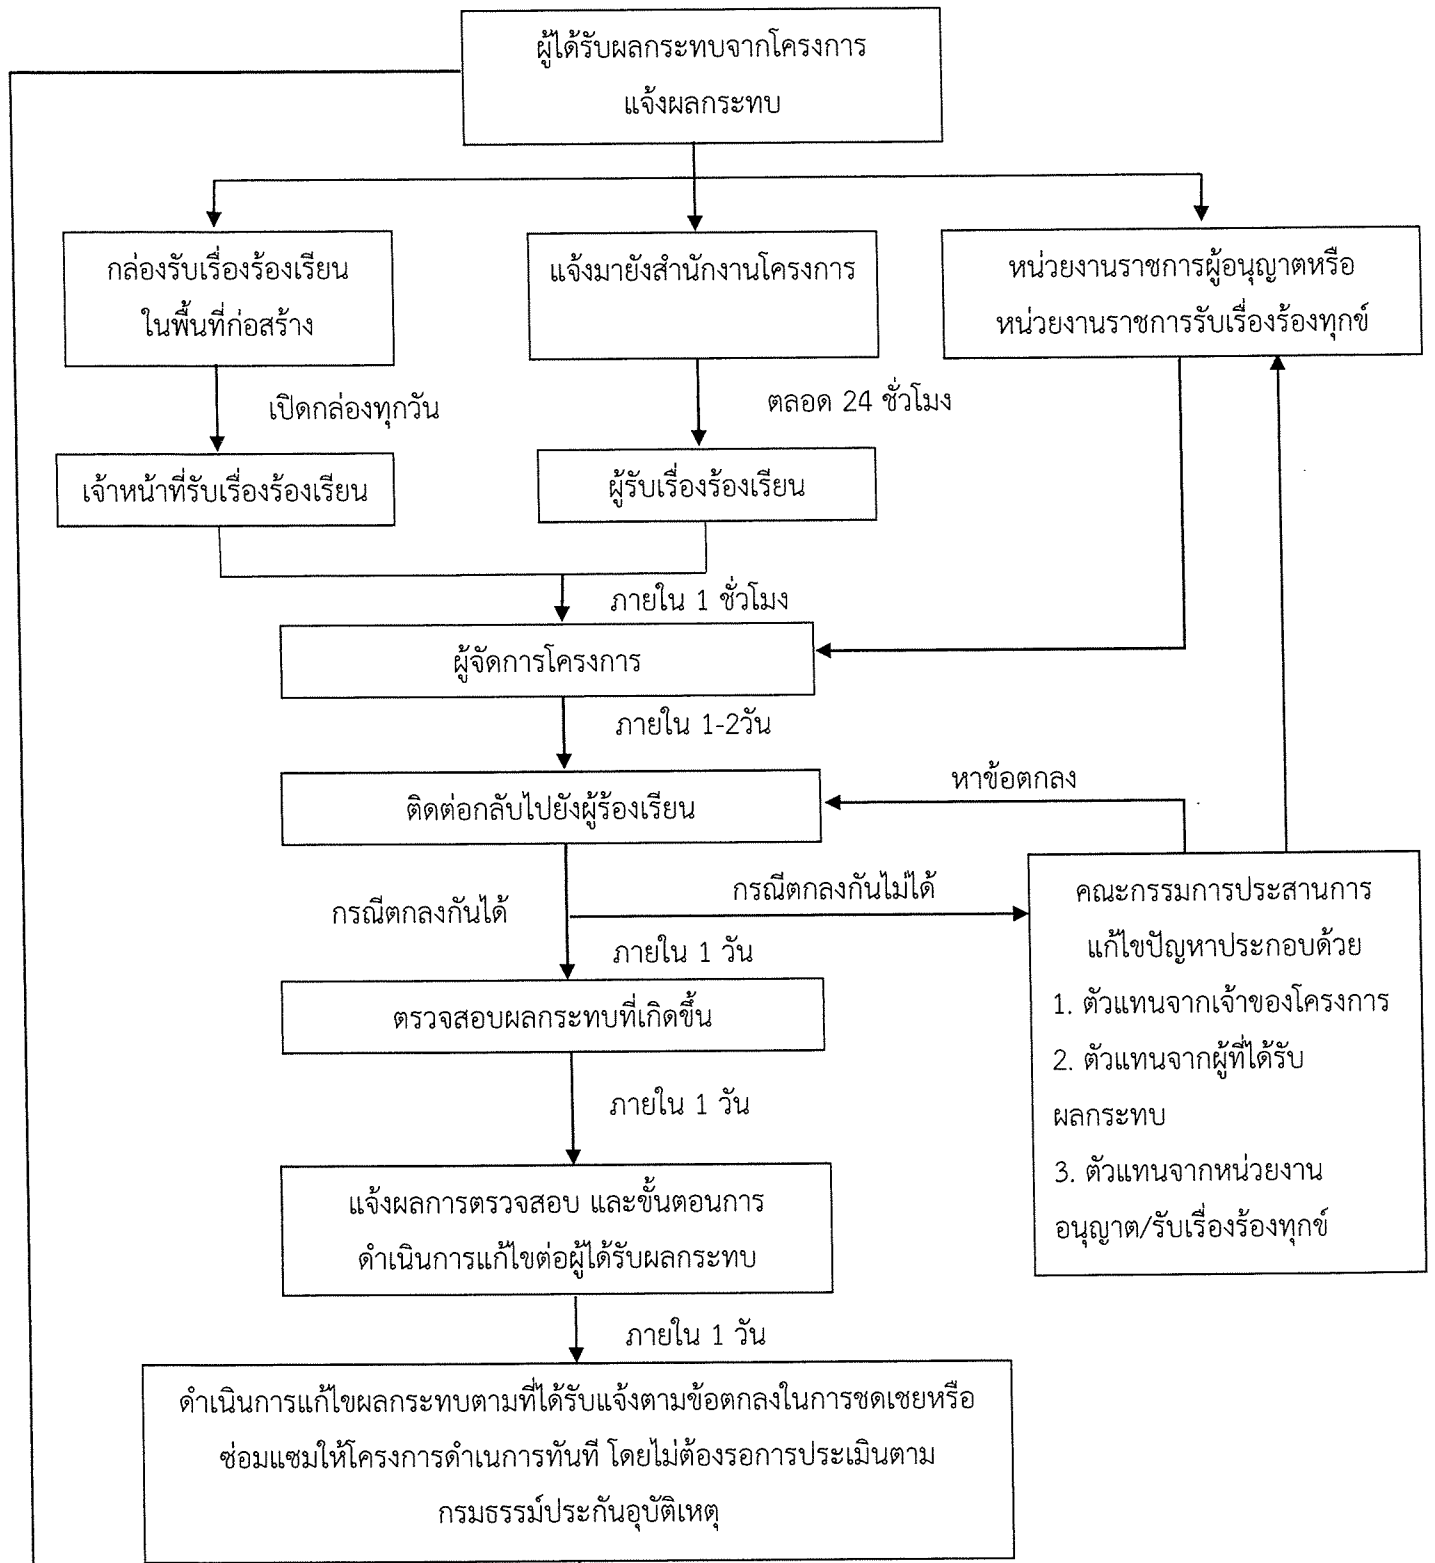 ผู้ได้รับผลกระทบจากโครงการ
แจ้งผลกระทบ
กล่องรับเรื่องร้องเรียน
ในพื้นที่ก่อสร้าง
แจ้งมายังสำนักงานโครงการ
หน่วยงานราชการผู้อนุญาตหรือ
หน่วยงานราชการรับเรื่องร้องทุกข์
เปิดกล่องทุกวัน
ตลอด 24 ชั่วโมง
เจ้าหน้าที่รับเรื่องร้องเรียน
ผู้รับเรื่องร้องเรียน
ภายใน 1 ชั่วโมง
ผู้จัดการโครงการ
ภายใน 1-2วัน
ติดต่อกลับไปยังผู้ร้องเรียน
หาข้อตกลง
กรณีตกลงกันได้
กรณีตกลงกันไม่ได้
ภายใน 1 วัน
คณะกรรมการประสานการ
แก้ไขปัญหาประกอบด้วย
1. ตัวแทนจากเจ้าของโครงการ
2. ตัวแทนจากผู้ที่ได้รับ
ผลกระทบ
3. ตัวแทนจากหน่วยงาน
อนุญาต/รับเรื่องร้องทุกข์
ตรวจสอบผลกระทบที่เกิดขึ้น
ภายใน 1 วัน
แจ้งผลการตรวจสอบ และขั้นตอนการ
ดำเนินการแก้ไขต่อผู้ได้รับผลกระทบ
ภายใน 1 วัน
ดำเนินการแก้ไขผลกระทบตามที่ได้รับแจ้งตามข้อตกลงในการชดเชยหรือ
ซ่อมแซมให้โครงการดำเนการทันที โดยไม่ต้องรอการประเมินตาม
กรมธรรม์ประกันอุบัติเหตุ